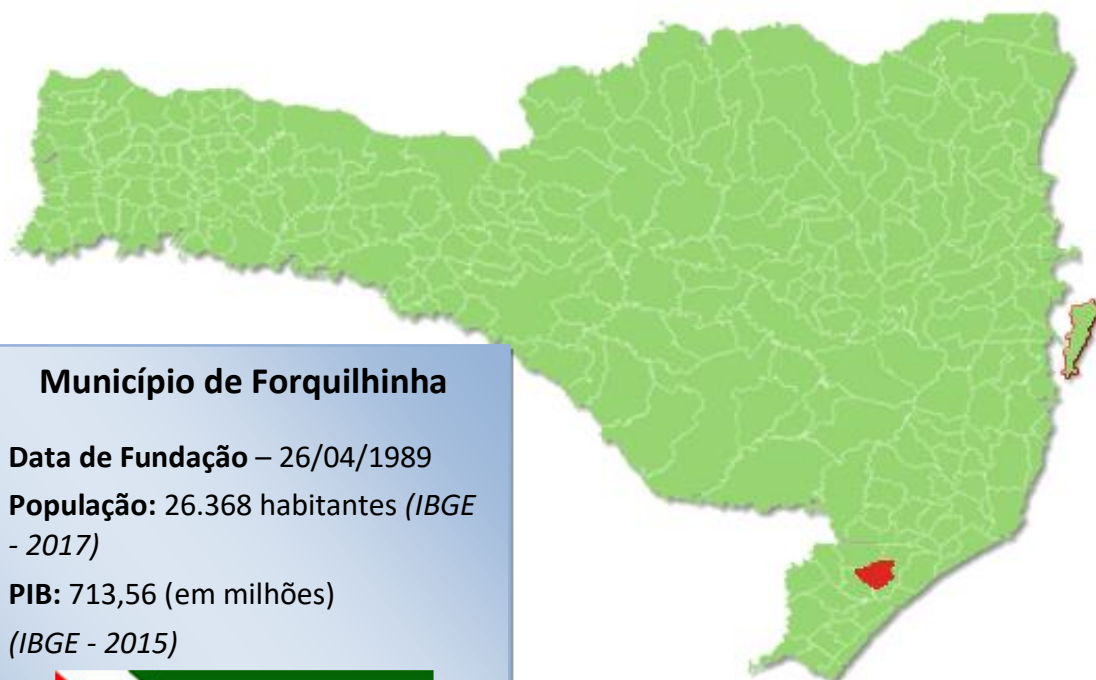 Município de Forquilhinha
Data de Fundação – 26/04/1989
População: 26.368 habitantes (IBGE
- 2017)
PIB: 713,56 (em milhões)
(IBGE - 2015)